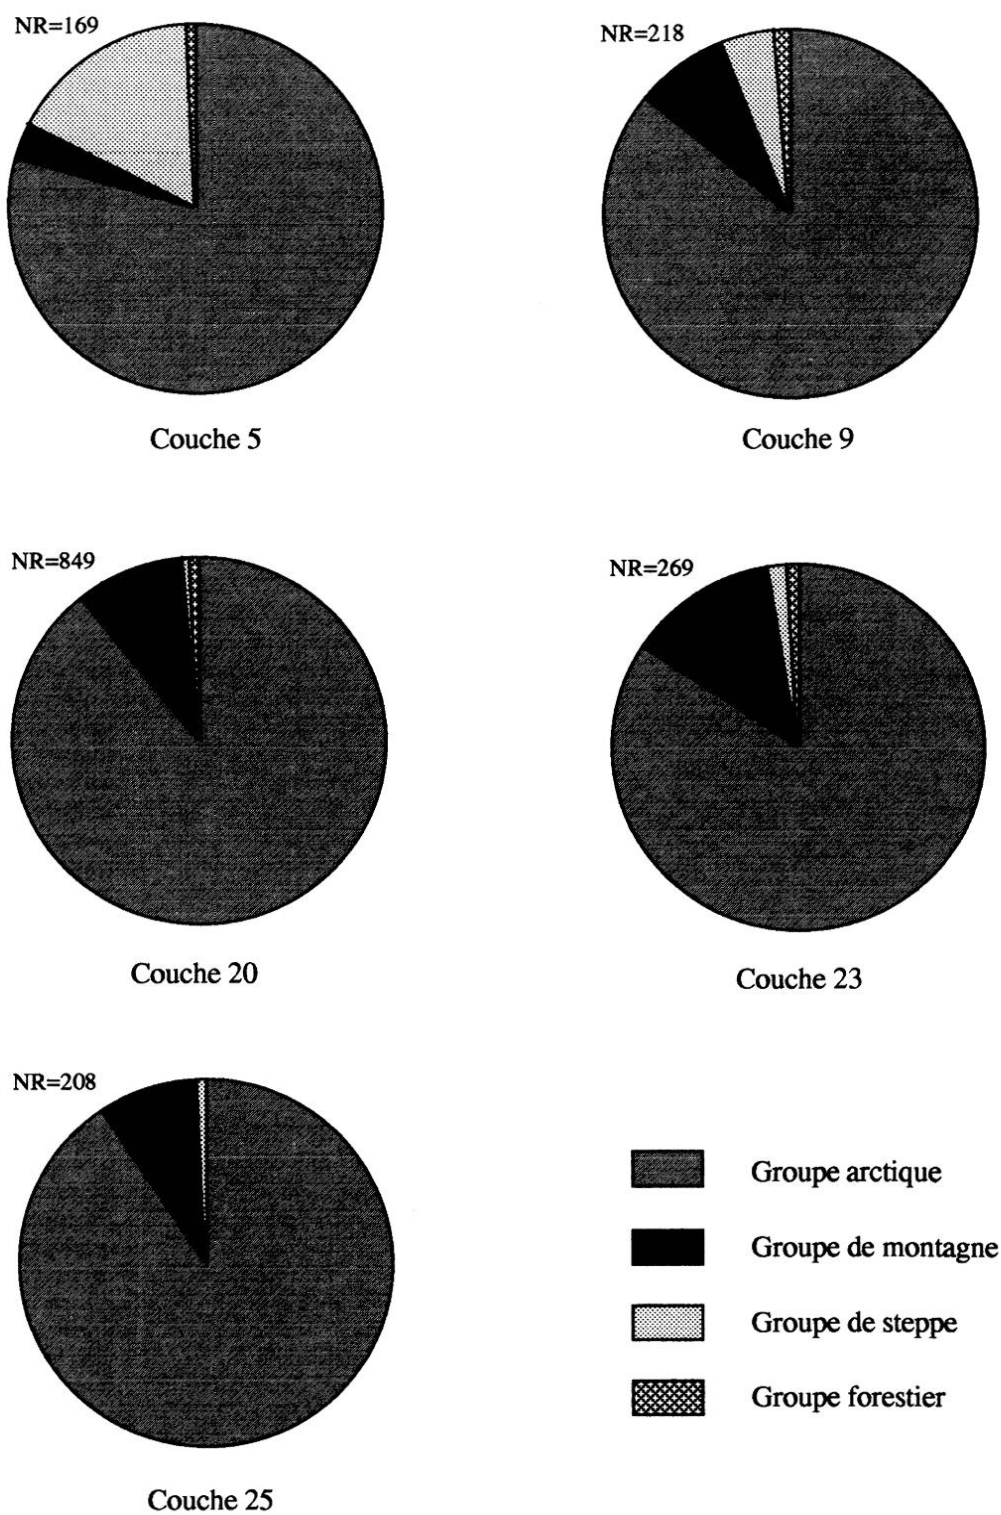 NR=169
NR=218
Couche 5
Couche 9
NR=849
NR=269
Couche 20
Couche 23
NR=208
Groupe arctique
Groupe de montagne
Groupe de steppe
Groupe forestier
Couche 25